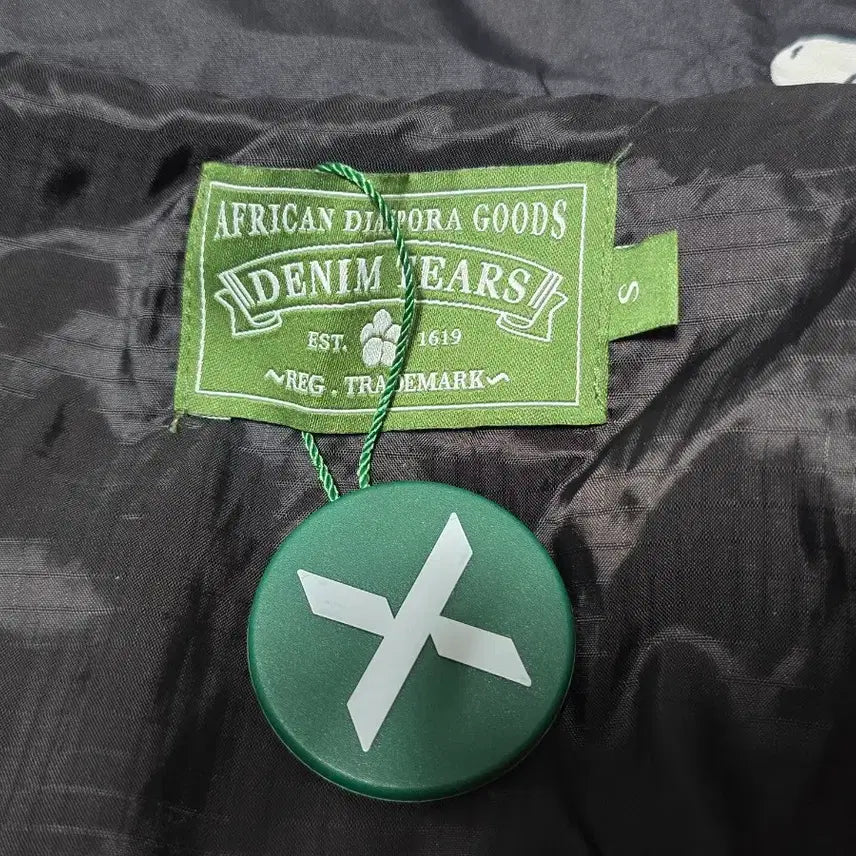 AFRICAN DIASPORA GOODS
DENIM TEARS
EST. 1619
~REG . TRADEMARK~
S
X